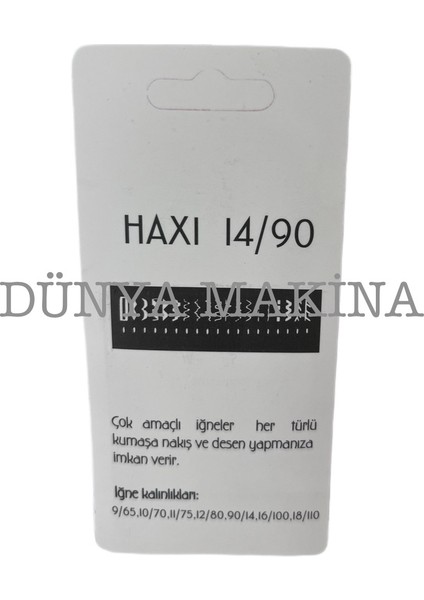 HAXI 14/90
DÜNYA MAKİNA
Çok amaçlı iğneler her türlü
kumaşa nakış ve desen yapmanıza
imkan verir.
İğne kalınlıkları:
9/65,10/70,11/75,12/80,90/14,16/100,18/110